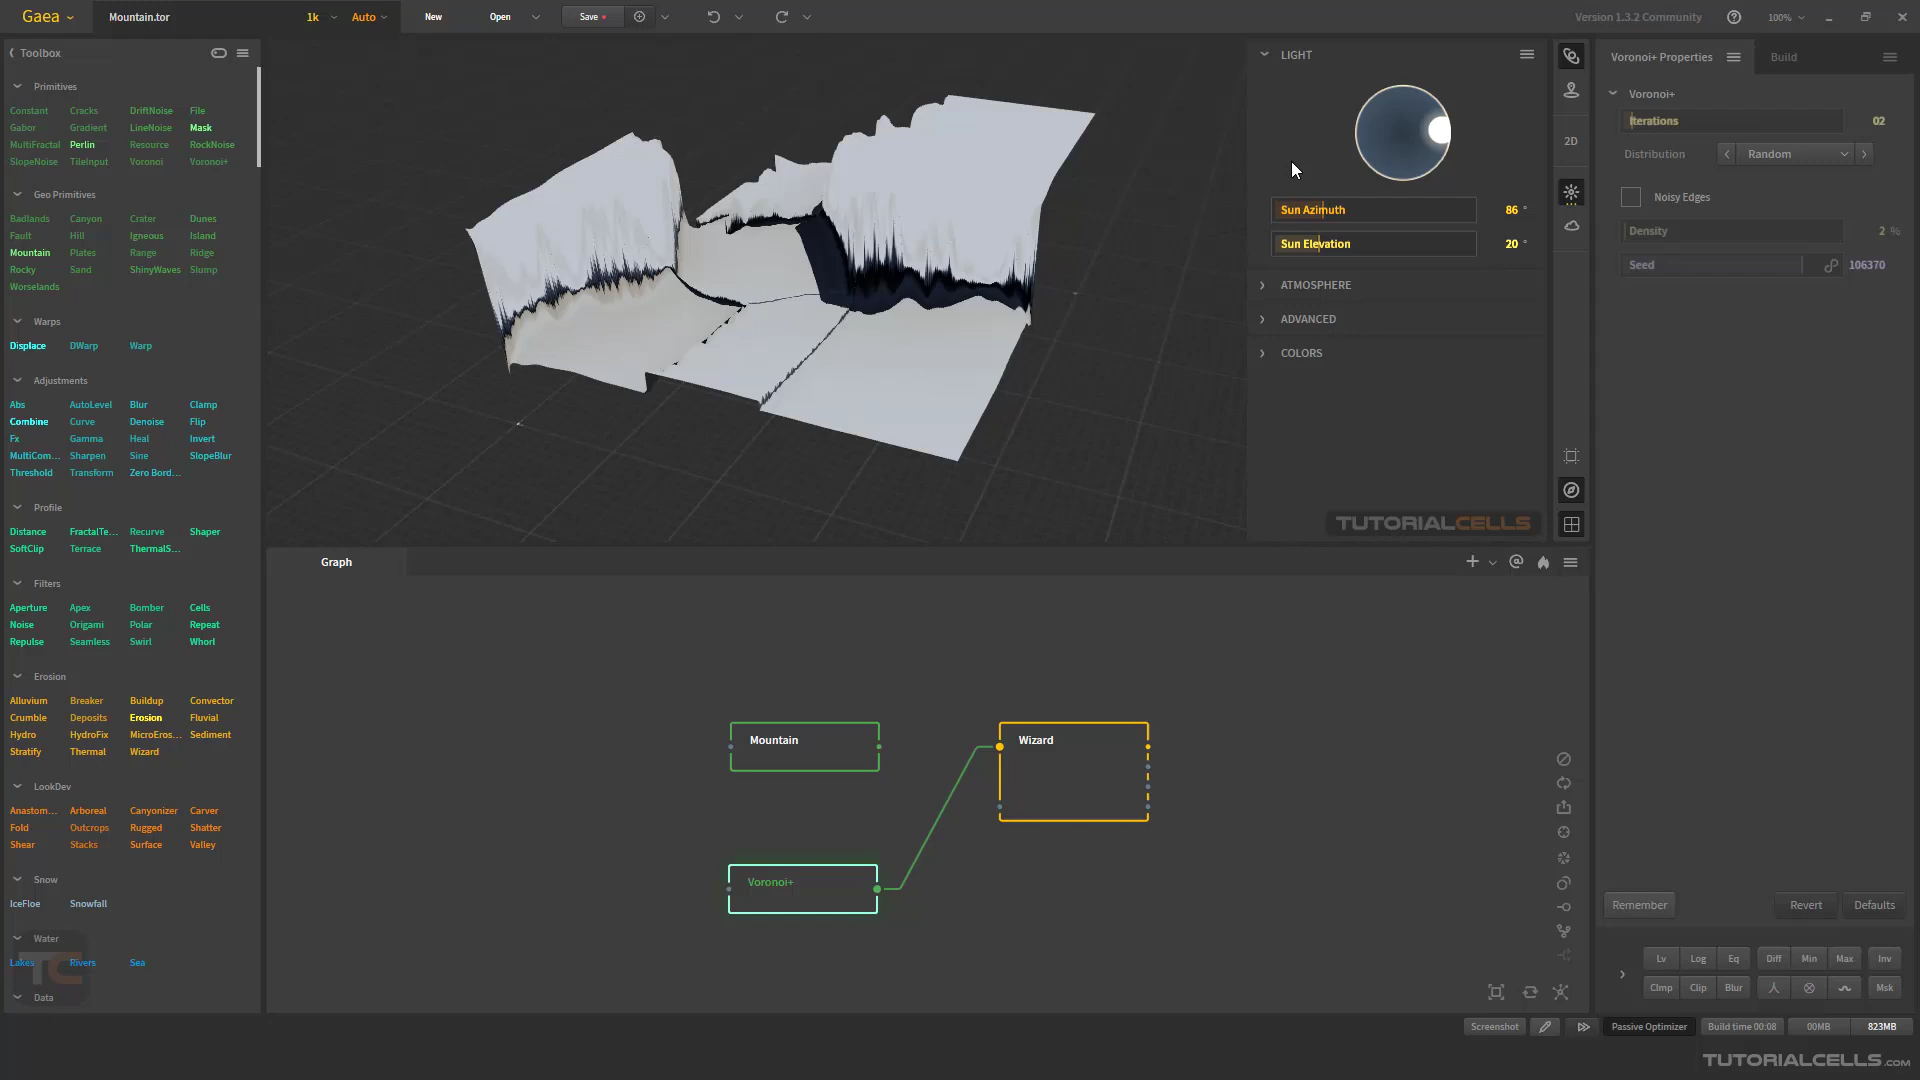 Gaea
Mountain.tor
1k
Auto
New
Open
Save
Version 1.3.2 Community
100%
Toolbox
Primitives
Constant Cracks DriftNoise File
Gabor Gradient LineNoise Mask
MultiFractal Perlin Resource RockNoise
SlopeNoise TileInput Voronoi Voronoi+
Geo Primitives
Badlands Canyon Crater Dunes
Fault Hill Igneous Island
Mountain Plates Range Ridge
Rocky Sand ShinyWaves Slump
Worselands
Warps
Displace DWarp Warp
Adjustments
Abs AutoLevel Blur Clamp
Combine Curve Denoise Flip
Fx Gamma Heal Invert
MultiCom... Sharpen Sine SlopeBlur
Threshold Transform Zero Bord...
Profile
Distance FractalTe... Recurve Shaper
SoftClip Terrace ThermalS...
Filters
Aperture Apex Bomber Cells
Noise Origami Polar Repeat
Repulse Seamless Swirl Whorl
Erosion
Alluvium Breaker Buildup Convector
Crumble Deposits Erosion Fluvial
Hydro HydroFix MicroEros... Sediment
Stratify Thermal Wizard
LookDev
Anastom... Arboreal Canyonizer Carver
Fold Outcrops Rugged Shatter
Shear Stacks Surface Valley
Snow
IceFloe Snowfall
Water
Lakes Rivers Sea
Data
TC
LIGHT
Sun Azimuth 86 °
Sun Elevation 20 °
ATMOSPHERE
ADVANCED
COLORS
TUTORIALCELLS
2D
Graph
Mountain
Wizard
Voronoi+
Voronoi+ Properties
Build
Voronoi+
Iterations 02
Distribution Random
Noisy Edges
Density 2 %
Seed 106370
Remember Revert Defaults
Lv Log Eq Diff Min Max Inv
Clmp Clip Blur Msk
Screenshot
Passive Optimizer
Build time 00:08
00MB
823MB
TUTORIALCELLS.COM